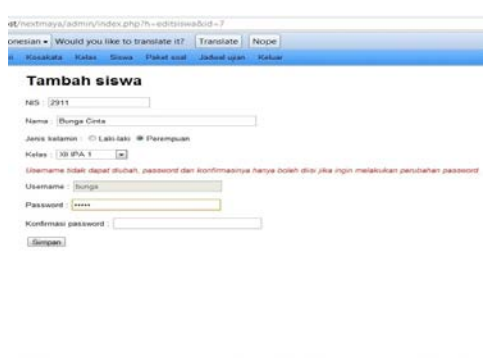 ot/nextmaya/admin/index.php?h=editsiswa&id=7
onesian Would you like to translate it? Translate Nope
Kosakata Kelas Siswa Paket soal Jadwal ujian Keluar
Tambah siswa
NIS : 2911
Nama : Bunga Cinta
Jenis kelamin : Laki-laki Perempuan
Kelas : XII IPA 1
Username tidak dapat diubah, password dan konfirmasinya hanya boleh diisi jika ingin melakukan perubahan password
Username : bunga
Password : •••••
Konfirmasi password :
Simpan